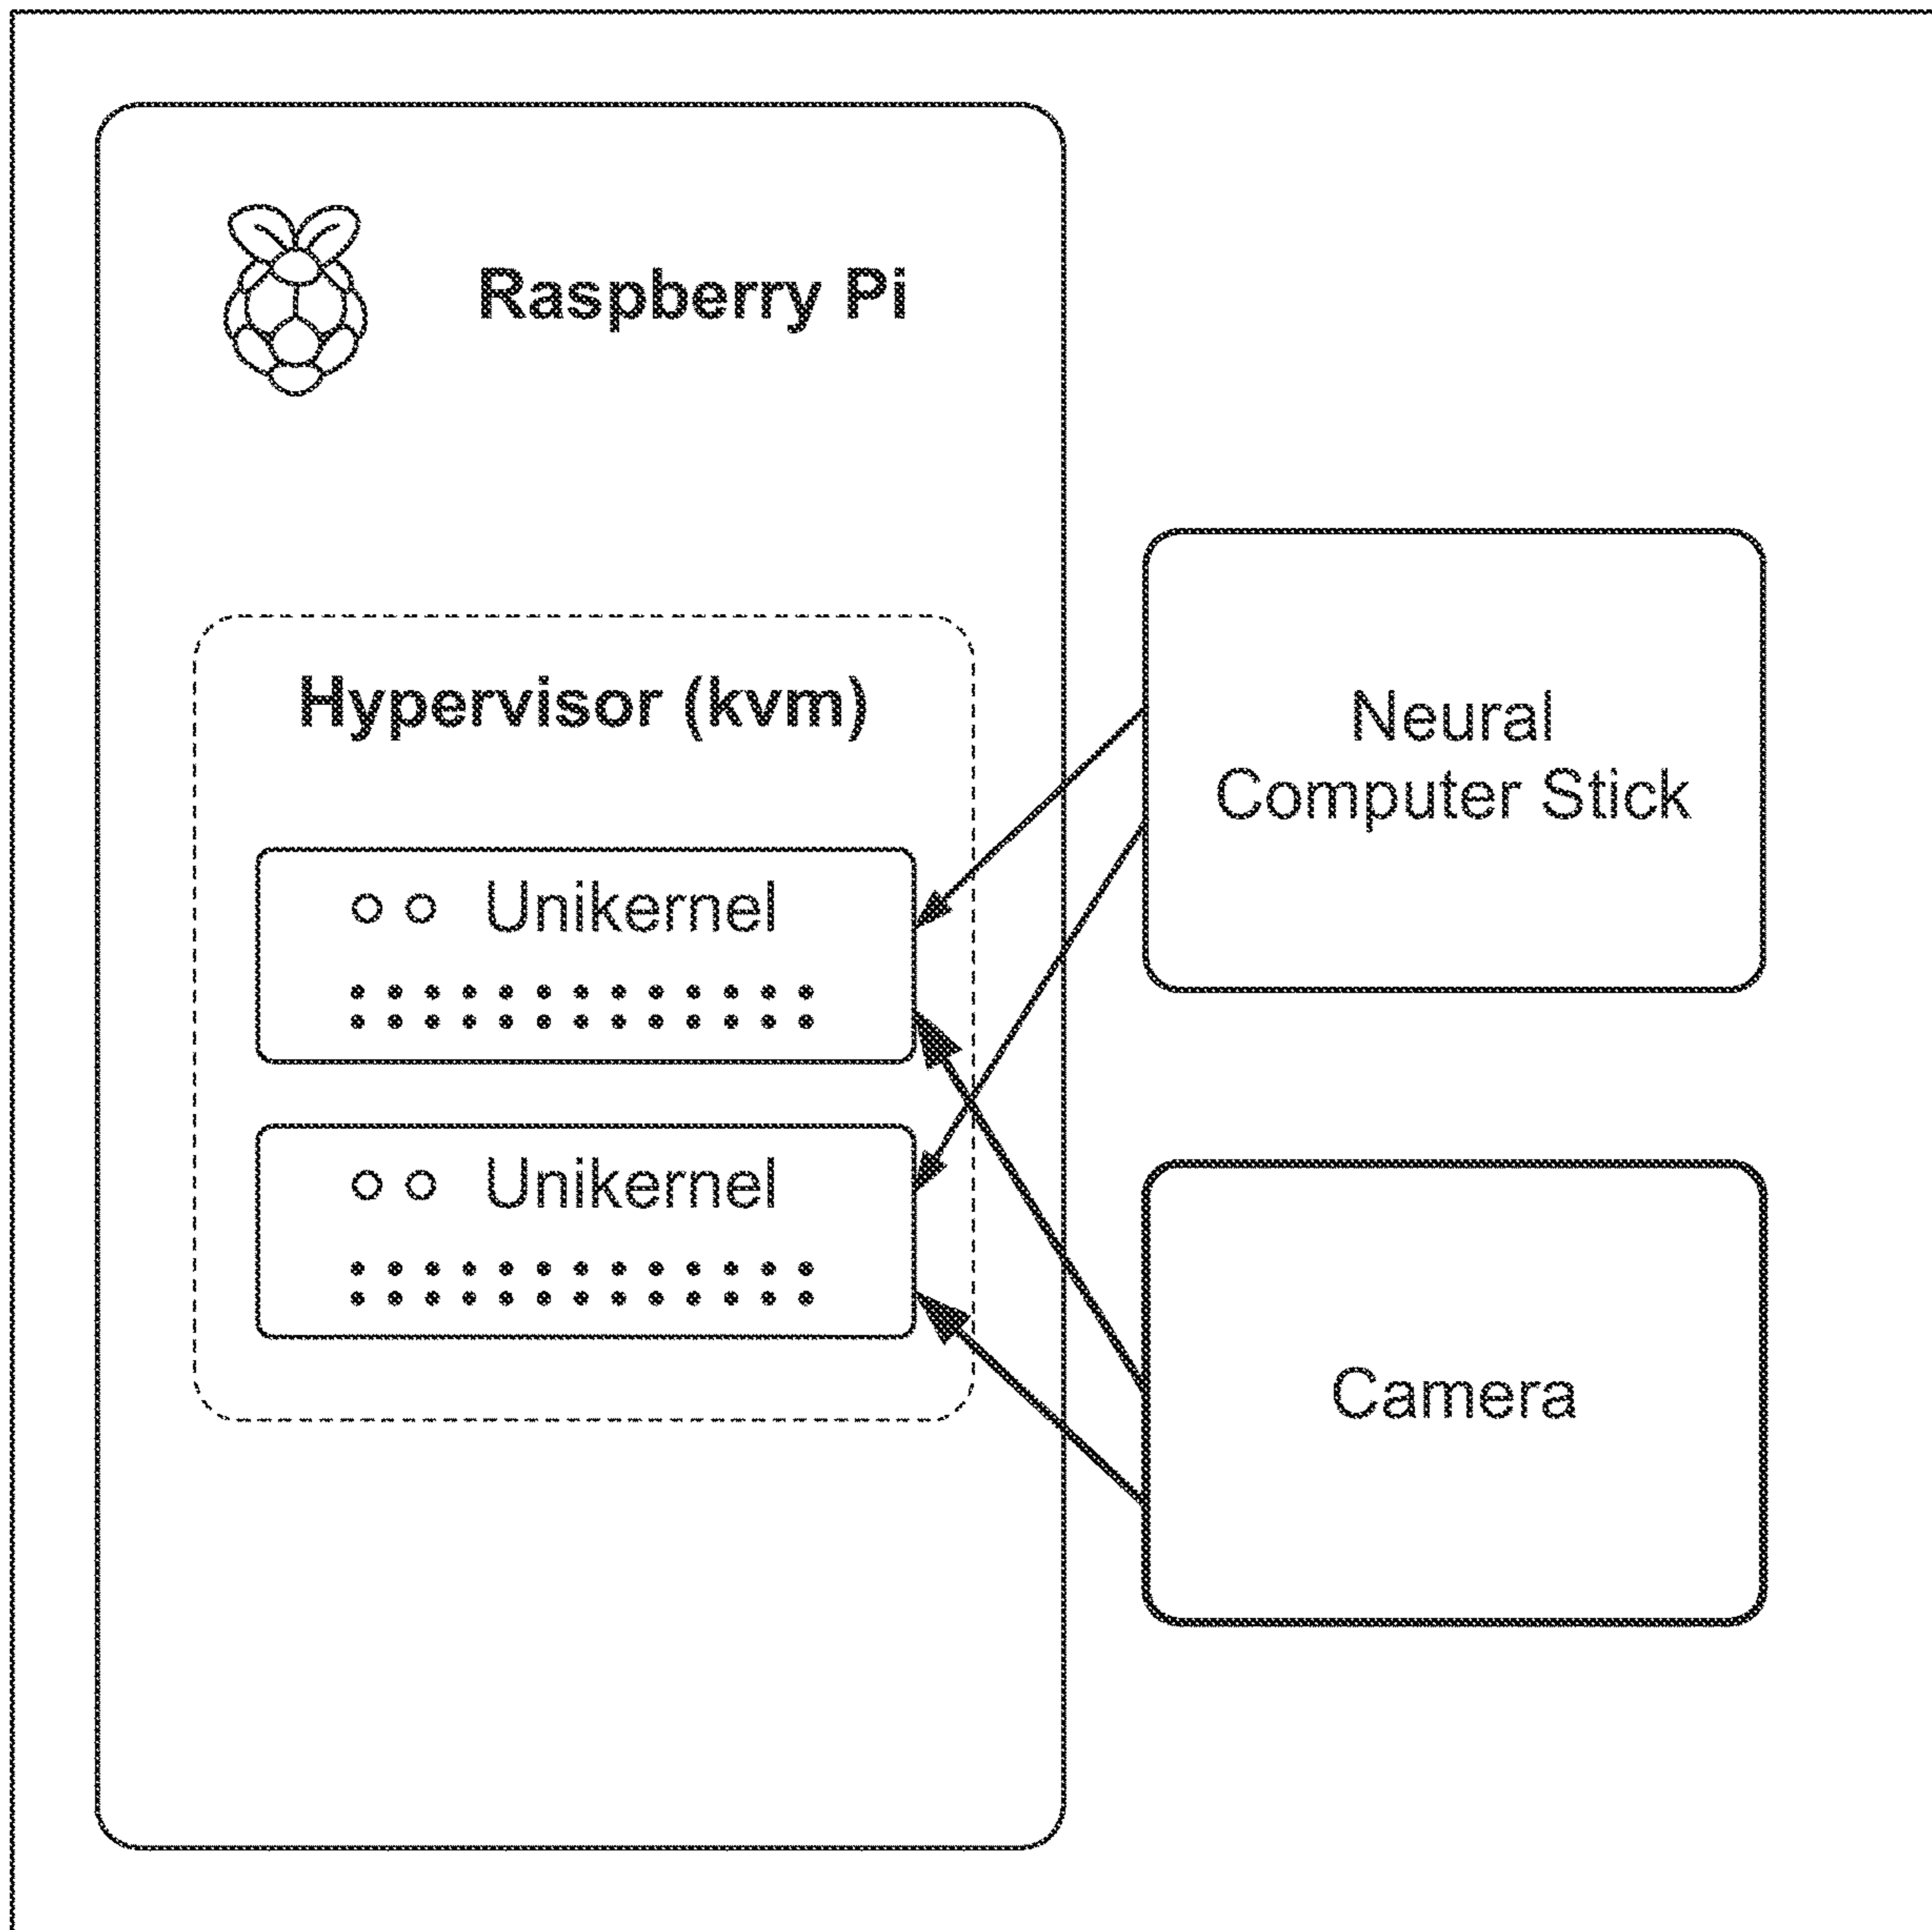 Raspberry Pi
Hypervisor (kvm)
Unikernel
Unikernel
Neural
Computer Stick
Camera